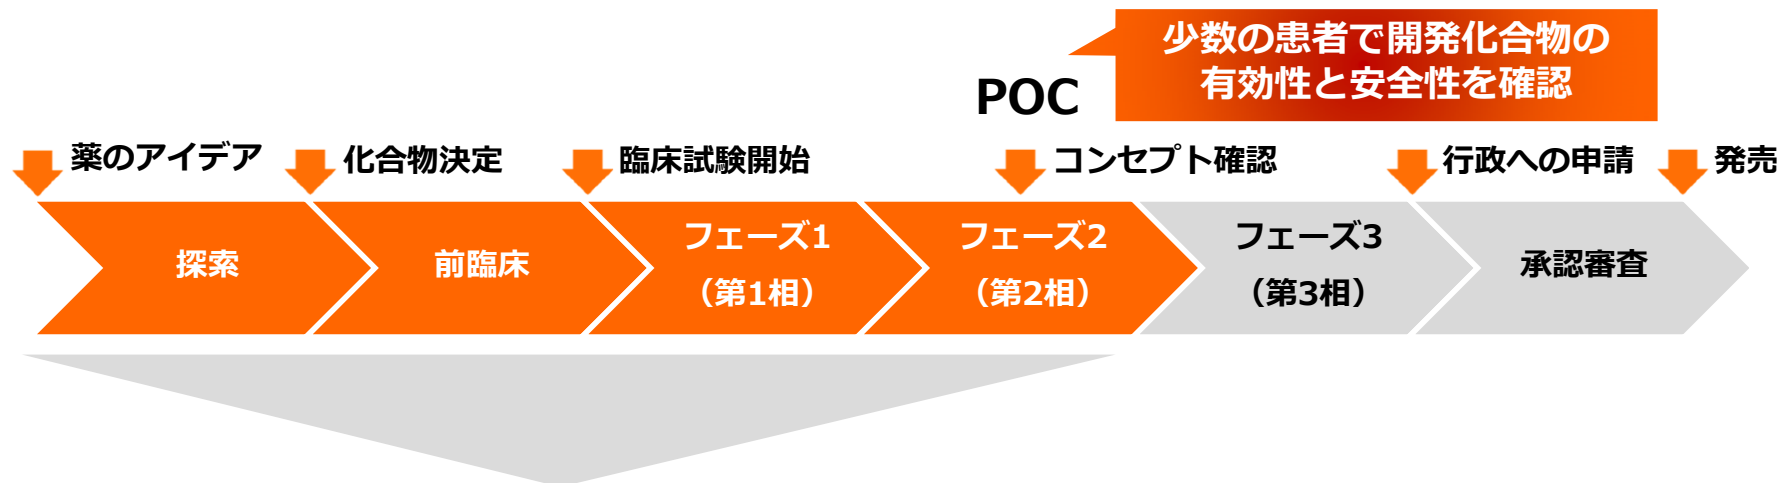 少数の患者で開発化合物の
有効性と安全性を確認
POC
薬のアイデア
化合物決定
臨床試験開始
コンセプト確認
行政への申請
発売
探索
前臨床
フェーズ1
（第1相）
フェーズ2
（第2相）
フェーズ3
（第3相）
承認審査